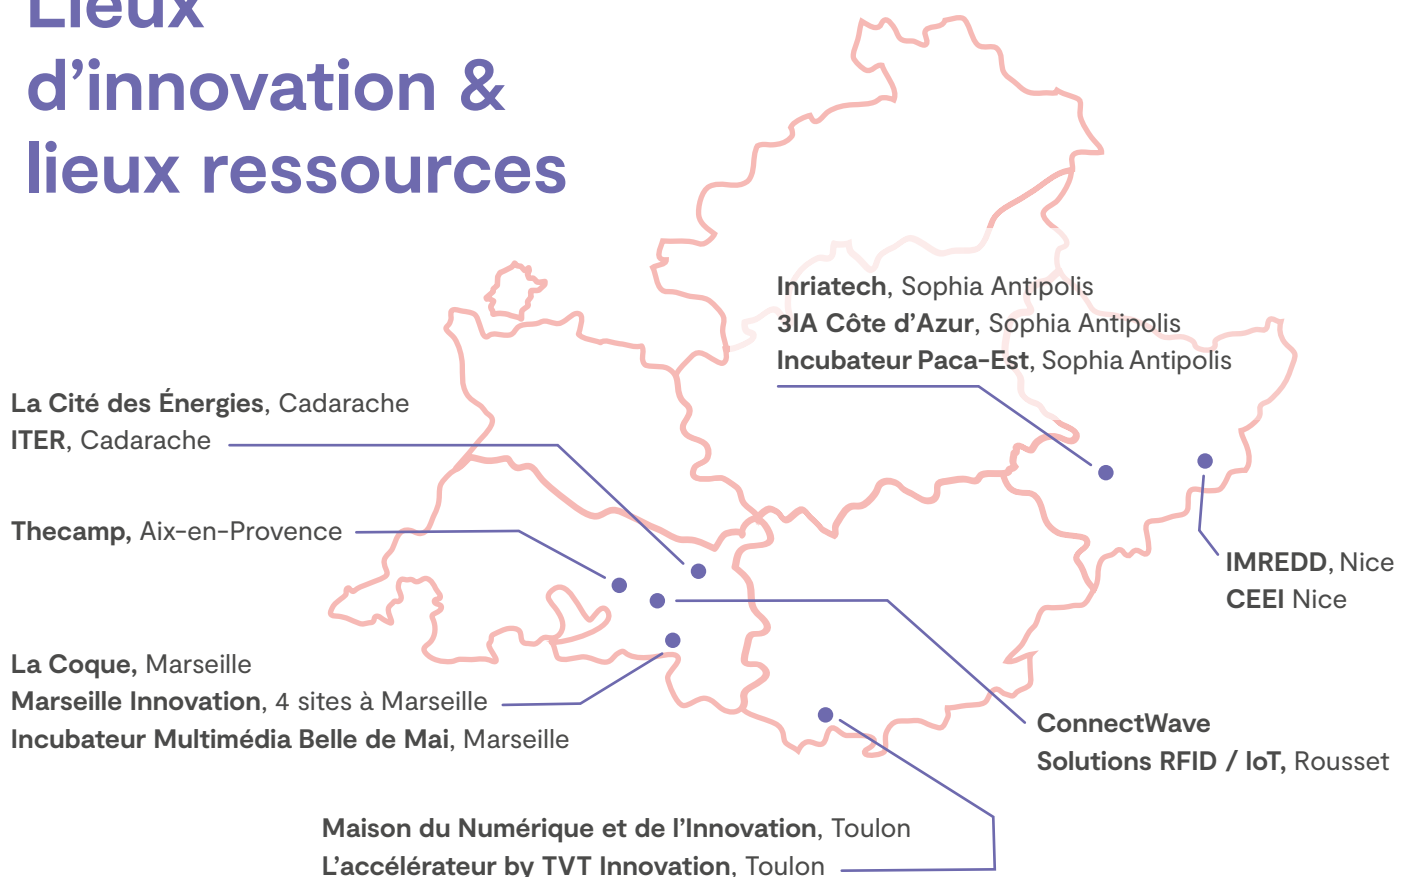 Lieux
d’innovation &
lieux ressources
Inriatech, Sophia Antipolis
3IA Côte d’Azur, Sophia Antipolis
Incubateur Paca-Est, Sophia Antipolis
La Cité des Énergies, Cadarache
ITER, Cadarache
Thecamp, Aix-en-Provence
IMREDD, Nice
CEEI Nice
La Coque, Marseille
Marseille Innovation, 4 sites à Marseille
Incubateur Multimédia Belle de Mai, Marseille
ConnectWave
Solutions RFID / IoT, Rousset
Maison du Numérique et de l’Innovation, Toulon
L’accélérateur by TVT Innovation, Toulon